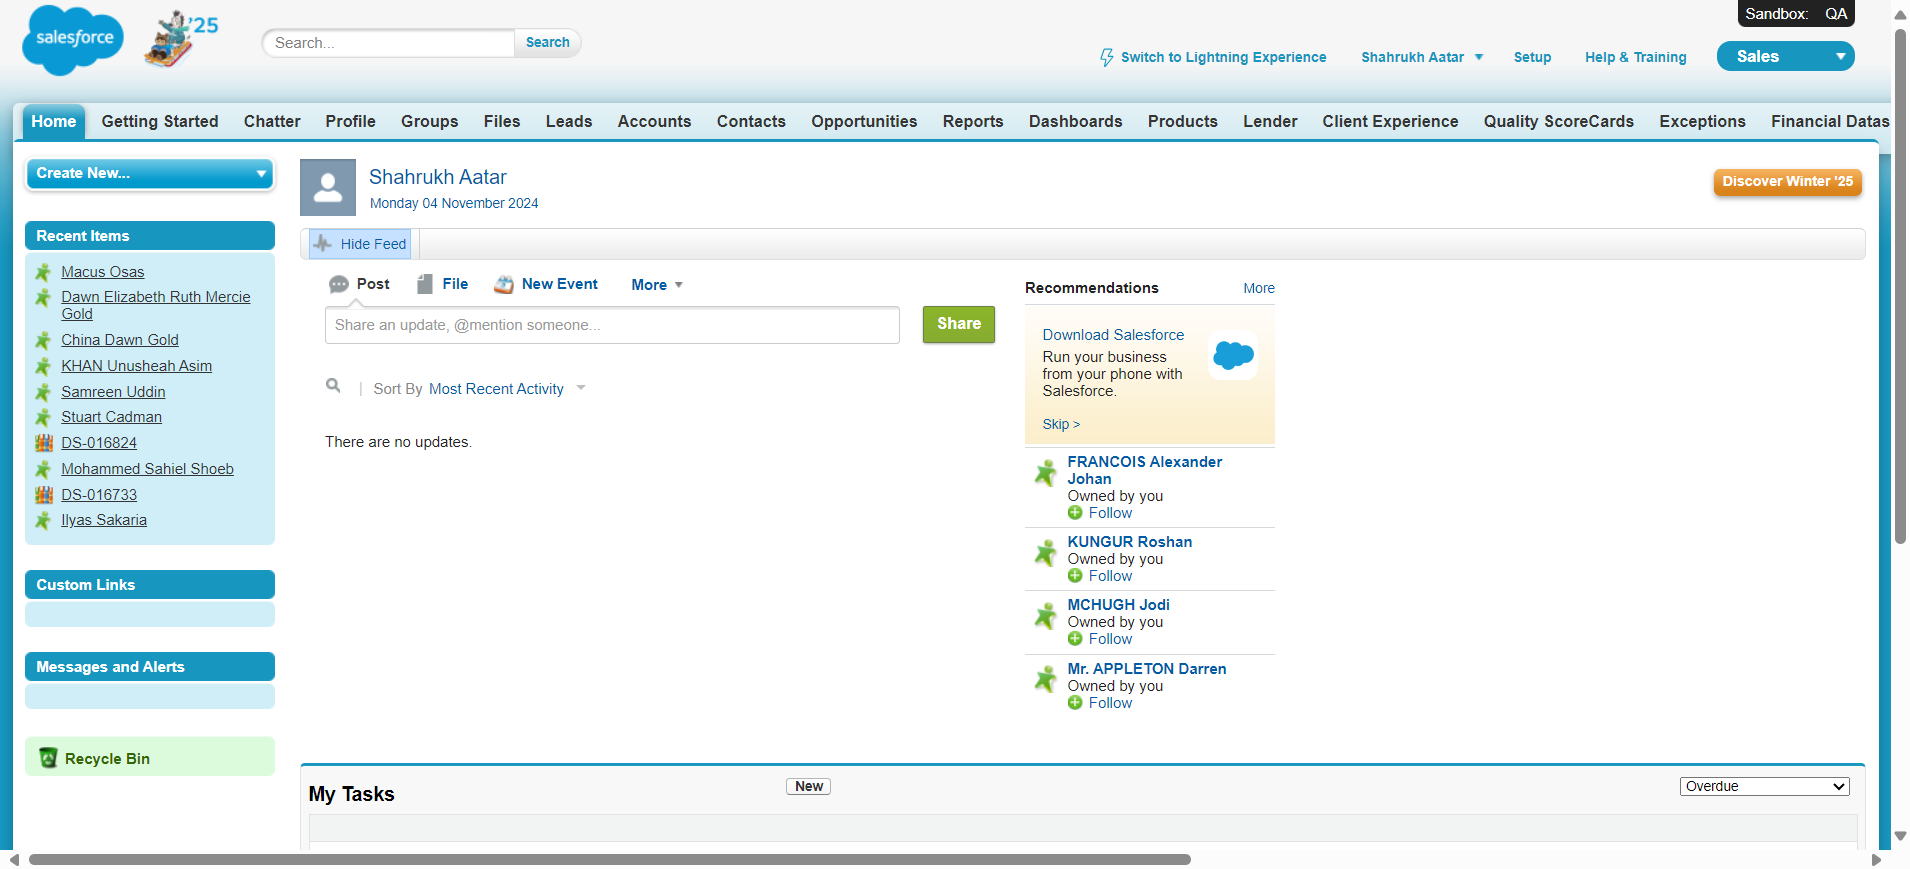 Sandbox: QA
salesforce
'25
Search...
Search
Switch to Lightning Experience
Shahrukh Aatar
Setup
Help & Training
Sales
Home
Getting Started
Chatter
Profile
Groups
Files
Leads
Accounts
Contacts
Opportunities
Reports
Dashboards
Products
Lender
Client Experience
Quality ScoreCards
Exceptions
Financial Datas
Create New...
Recent Items
Macus Osas
Dawn Elizabeth Ruth Mercie
Gold
China Dawn Gold
KHAN Unusheah Asim
Samreen Uddin
Stuart Cadman
DS-016824
Mohammed Sahiel Shoeb
DS-016733
Ilyas Sakaria
Custom Links
Messages and Alerts
Recycle Bin
Shahrukh Aatar
Monday 04 November 2024
Discover Winter '25
Hide Feed
Post
File
New Event
More
Share an update, @mention someone...
Share
Sort By Most Recent Activity
There are no updates.
Recommendations
More
Download Salesforce
Run your business
from your phone with
Salesforce.
Skip >
FRANCOIS Alexander
Johan
Owned by you
Follow
KUNGUR Roshan
Owned by you
Follow
MCHUGH Jodi
Owned by you
Follow
Mr. APPLETON Darren
Owned by you
Follow
My Tasks
New
Overdue